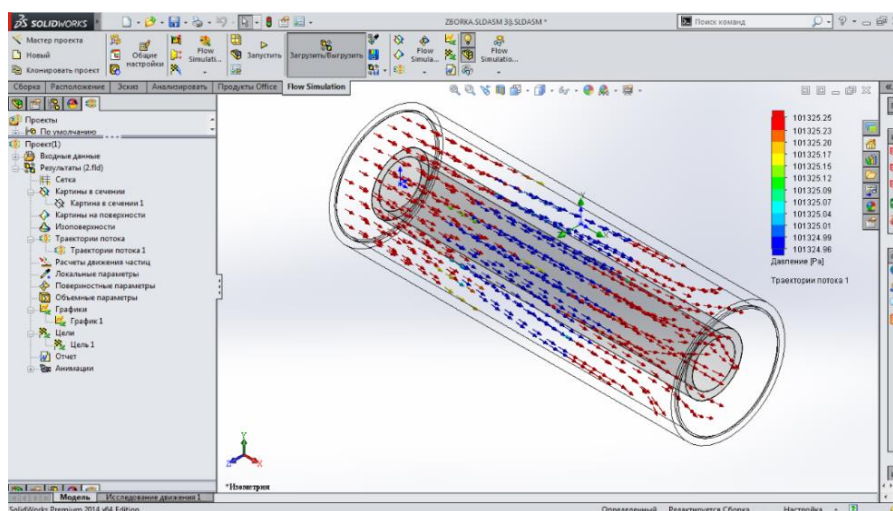 SOLIDWORKS
ZBORKA.SLDASM Зд.SLDASM *
Поиск команд
Мастер проекта
Новый
Клонировать проект
Общие настройки
Flow Simulati...
Запустить
Загрузить/Выгрузить
Flow Simula...
Flow Simulatio...
Сборка
Расположение
Эскиз
Анализировать
Продукты Office
Flow Simulation
Проекты
По умолчанию
Проект(1)
Входные данные
Результаты (2.fld)
Сетка
Картины в сечении
Картина в сечении 1
Картины на поверхности
Изоповерхности
Траектории потока
Траектории потока 1
Расчеты движения частиц
Локальные параметры
Поверхностные параметры
Объемные параметры
Графики
График 1
Цели
Цель 1
Отчет
Анимации
101325.25
101325.23
101325.20
101325.17
101325.15
101325.12
101325.09
101325.07
101325.04
101325.01
101324.99
101324.96
Давление [Pa]
Траектории потока 1
Y
Z
X
*Изометрия
Модель
Исследование движения 1
SolidWorks Premium 2014 x64 Edition
Определенный
Редактируется Сборка
Настройка